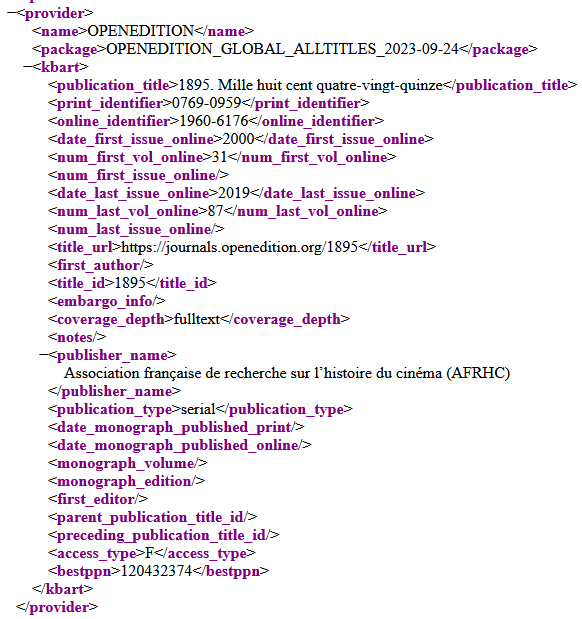 −<provider>
<name>OPENEDITION</name>
<package>OPENEDITION_GLOBAL_ALLTITLES_2023-09-24</package>
−<kbart>
<publication_title>1895. Mille huit cent quatre-vingt-quinze</publication_title>
<print_identifier>0769-0959</print_identifier>
<online_identifier>1960-6176</online_identifier>
<date_first_issue_online>2000</date_first_issue_online>
<num_first_vol_online>31</num_first_vol_online>
<num_first_issue_online/>
<date_last_issue_online>2019</date_last_issue_online>
<num_last_vol_online>87</num_last_vol_online>
<num_last_issue_online/>
<title_url>https://journals.openedition.org/1895</title_url>
<first_author/>
<title_id>1895</title_id>
<embargo_info/>
<coverage_depth>fulltext</coverage_depth>
<notes/>
−<publisher_name>
Association française de recherche sur l’histoire du cinéma (AFRHC)
</publisher_name>
<publication_type>serial</publication_type>
<date_monograph_published_print/>
<date_monograph_published_online/>
<monograph_volume/>
<monograph_edition/>
<first_editor/>
<parent_publication_title_id/>
<preceding_publication_title_id/>
<access_type>F</access_type>
<bestppn>120432374</bestppn>
</kbart>
</provider>